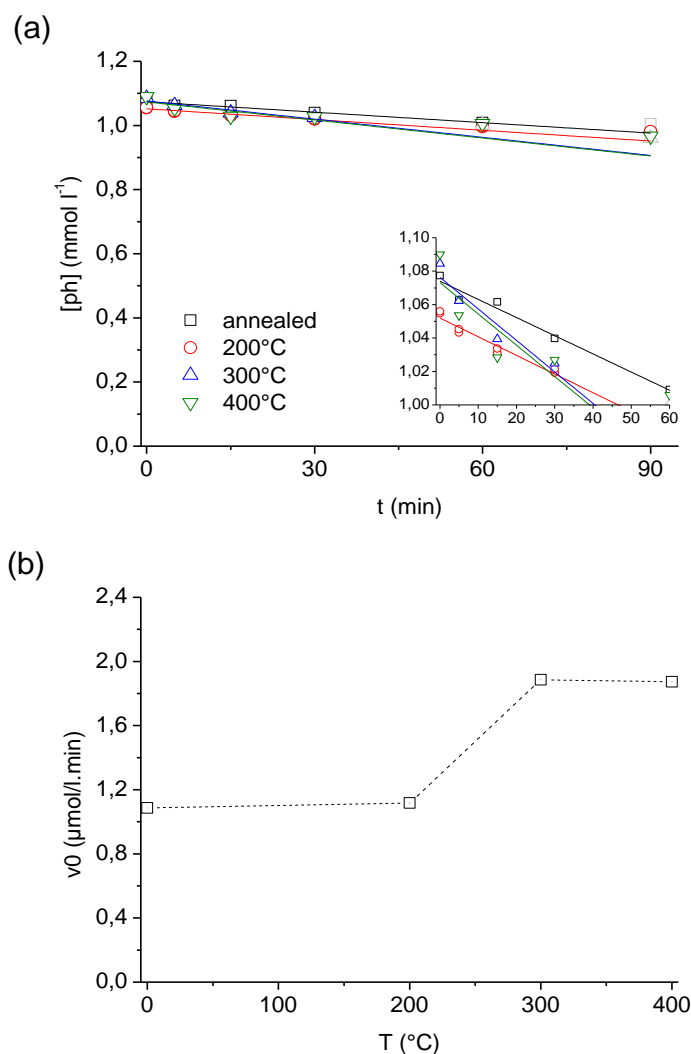 (a)
1,2
1,0
0,8
0,6
0,4
0,2
0,0
[ph] (mmol l⁻¹)
annealed
200°C
300°C
400°C
1,10
1,08
1,06
1,04
1,02
1,00
0 10 20 30 40 50 60
0 30 60 90
t (min)
(b)
2,4
2,0
1,6
1,2
0,8
0,4
0,0
v0 (µmol/l.min)
0 100 200 300 400
T (°C)